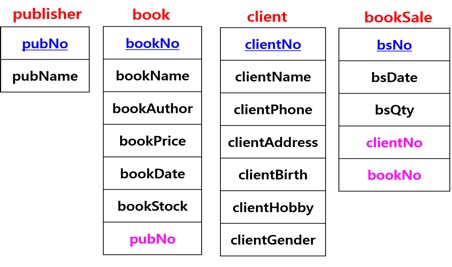 publisher
pubNo
pubName
book
bookNo
bookName
bookAuthor
bookPrice
bookDate
bookStock
pubNo
client
clientNo
clientName
clientPhone
clientAddress
clientBirth
clientHobby
clientGender
bookSale
bsNo
bsDate
bsQty
clientNo
bookNo